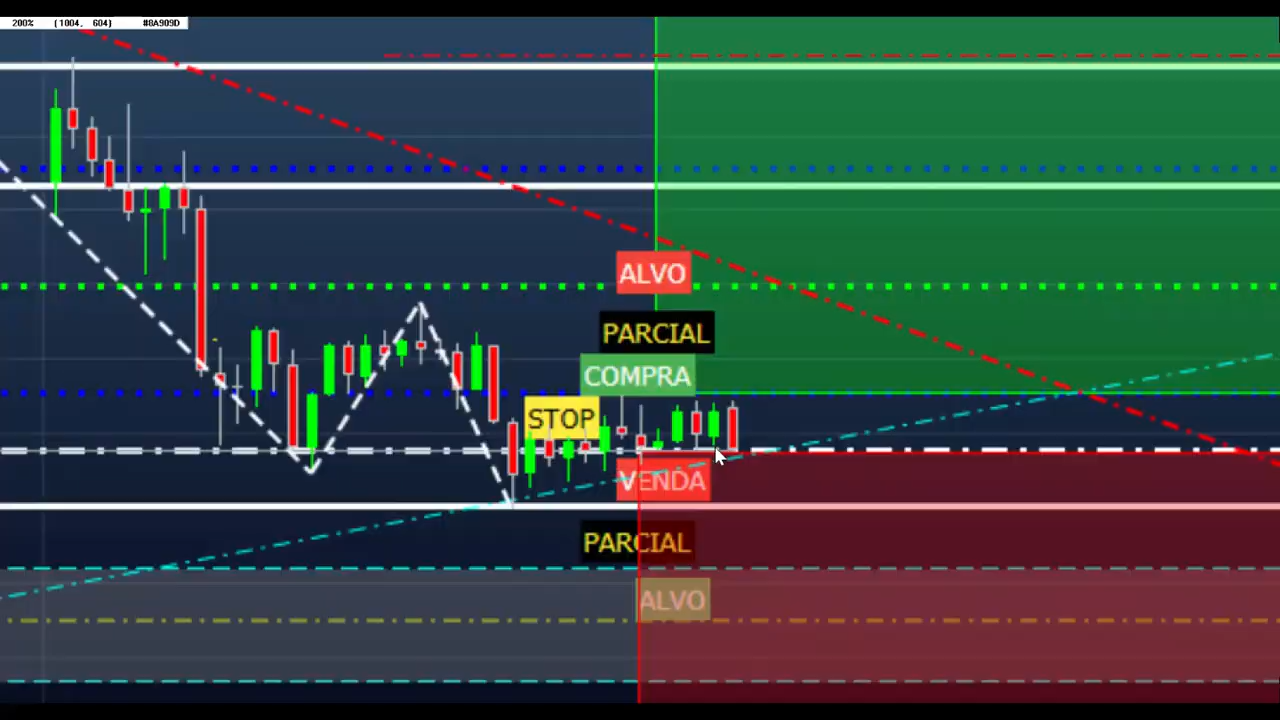 200% (1004, 604) #8A909D
ALVO
PARCIAL
COMPRA
STOP
VENDA
PARCIAL
ALVO